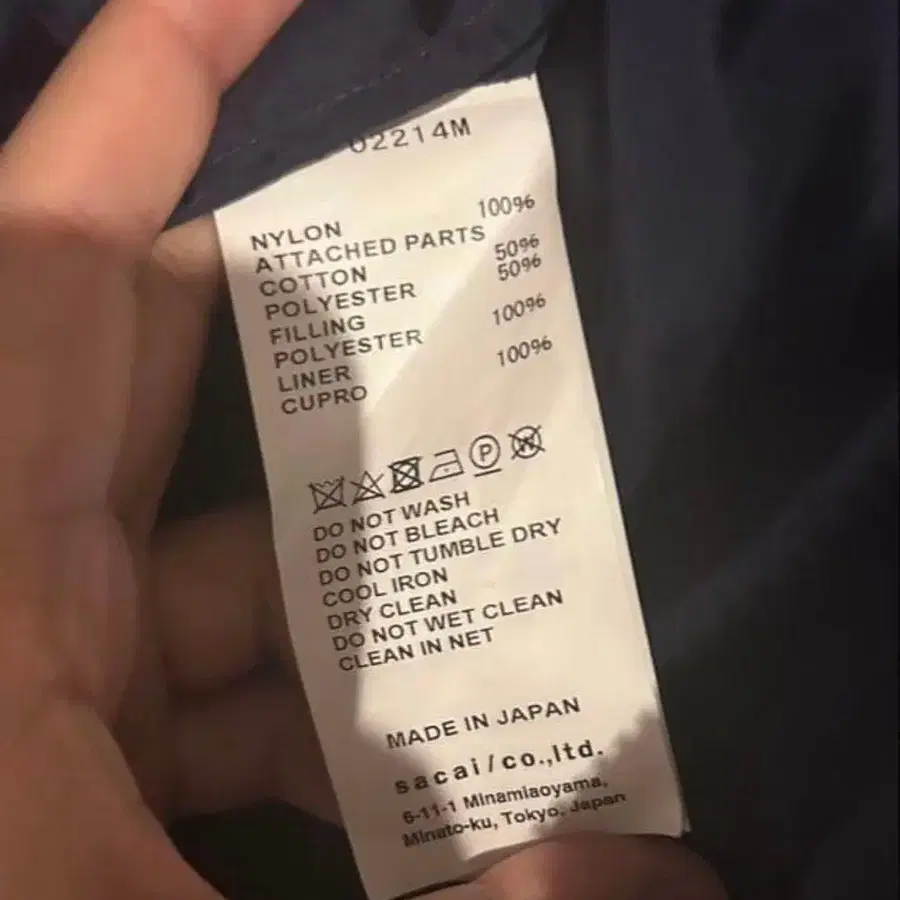 02214M
NYLON 100%
ATTACHED PARTS
COTTON 50%
POLYESTER 50%
FILLING
POLYESTER 100%
LINER
CUPRO 100%
P W
DO NOT WASH
DO NOT BLEACH
DO NOT TUMBLE DRY
COOL IRON
DRY CLEAN
DO NOT WET CLEAN
CLEAN IN NET
MADE IN JAPAN
sacai/co.,ltd.
6-11-1 Minamiaoyama,
Minato-ku, Tokyo, Japan